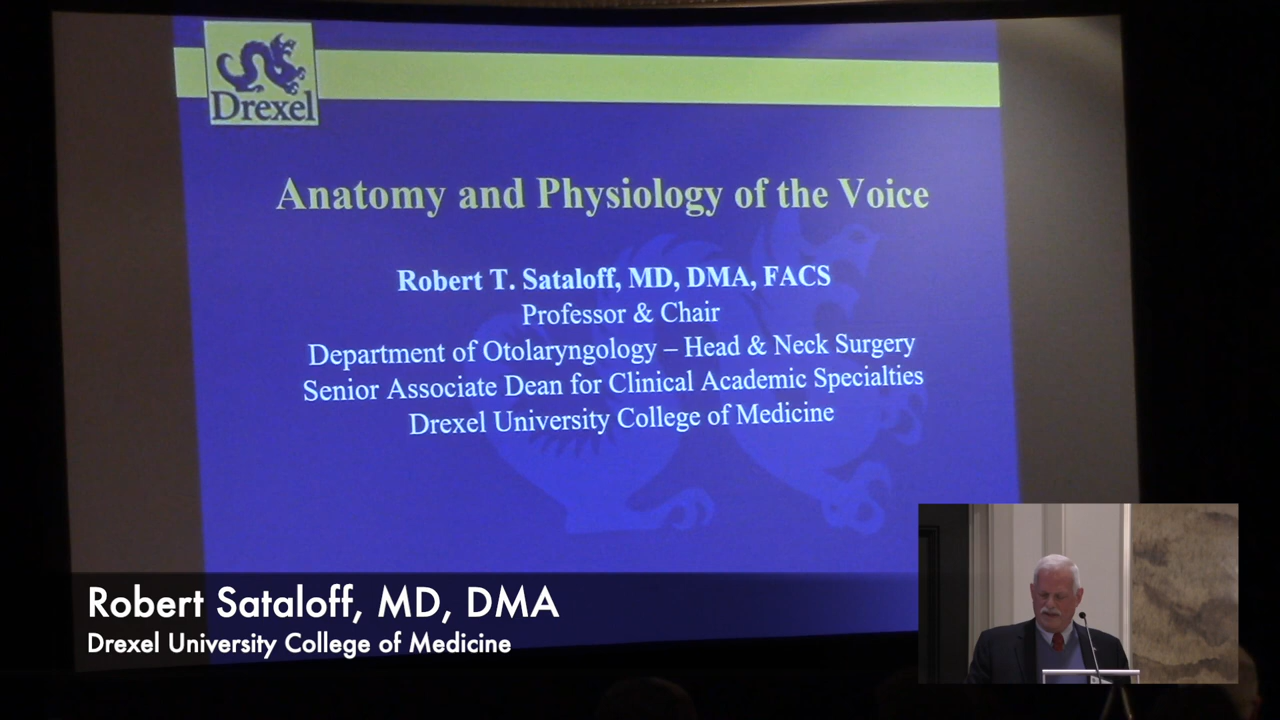 Drexel
Anatomy and Physiology of the Voice
Robert T. Sataloff, MD, DMA, FACS
Professor & Chair
Department of Otolaryngology – Head & Neck Surgery
Senior Associate Dean for Clinical Academic Specialties
Drexel University College of Medicine
Robert Sataloff, MD, DMA
Drexel University College of Medicine